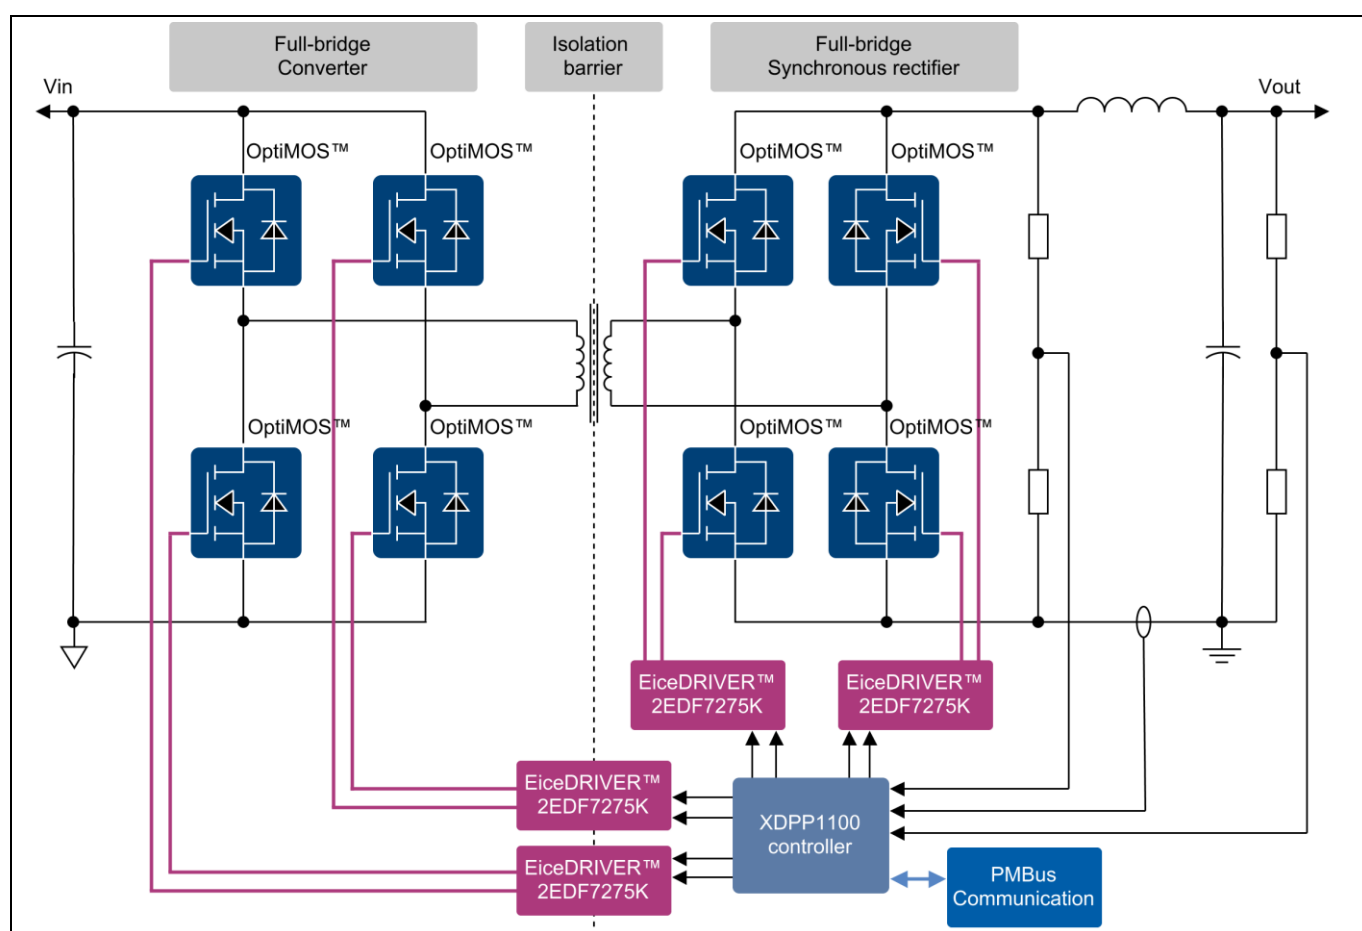 Full-bridge
Converter
Isolation
barrier
Full-bridge
Synchronous rectifier
Vin
Vout
OptiMOS™
OptiMOS™
OptiMOS™
OptiMOS™
OptiMOS™
OptiMOS™
OptiMOS™
OptiMOS™
EiceDRIVER™
2EDF7275K
EiceDRIVER™
2EDF7275K
EiceDRIVER™
2EDF7275K
XDPP1100
controller
EiceDRIVER™
2EDF7275K
PMBus
Communication